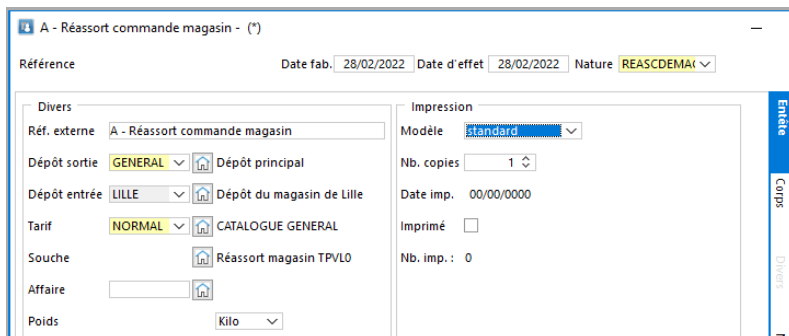 A - Réassort commande magasin - (*)
Référence Date fab. 28/02/2022 Date d'effet 28/02/2022 Nature REASCDEMA
Divers
Réf. externe A - Réassort commande magasin
Dépôt sortie GENERAL Dépôt principal
Dépôt entrée LILLE Dépôt du magasin de Lille
Tarif NORMAL CATALOGUE GENERAL
Souche Réassort magasin TPVL0
Affaire
Poids Kilo
Impression
Modèle standard
Nb. copies 1
Date imp. 00/00/0000
Imprimé
Nb. imp. : 0
Entête
Corps
Divers